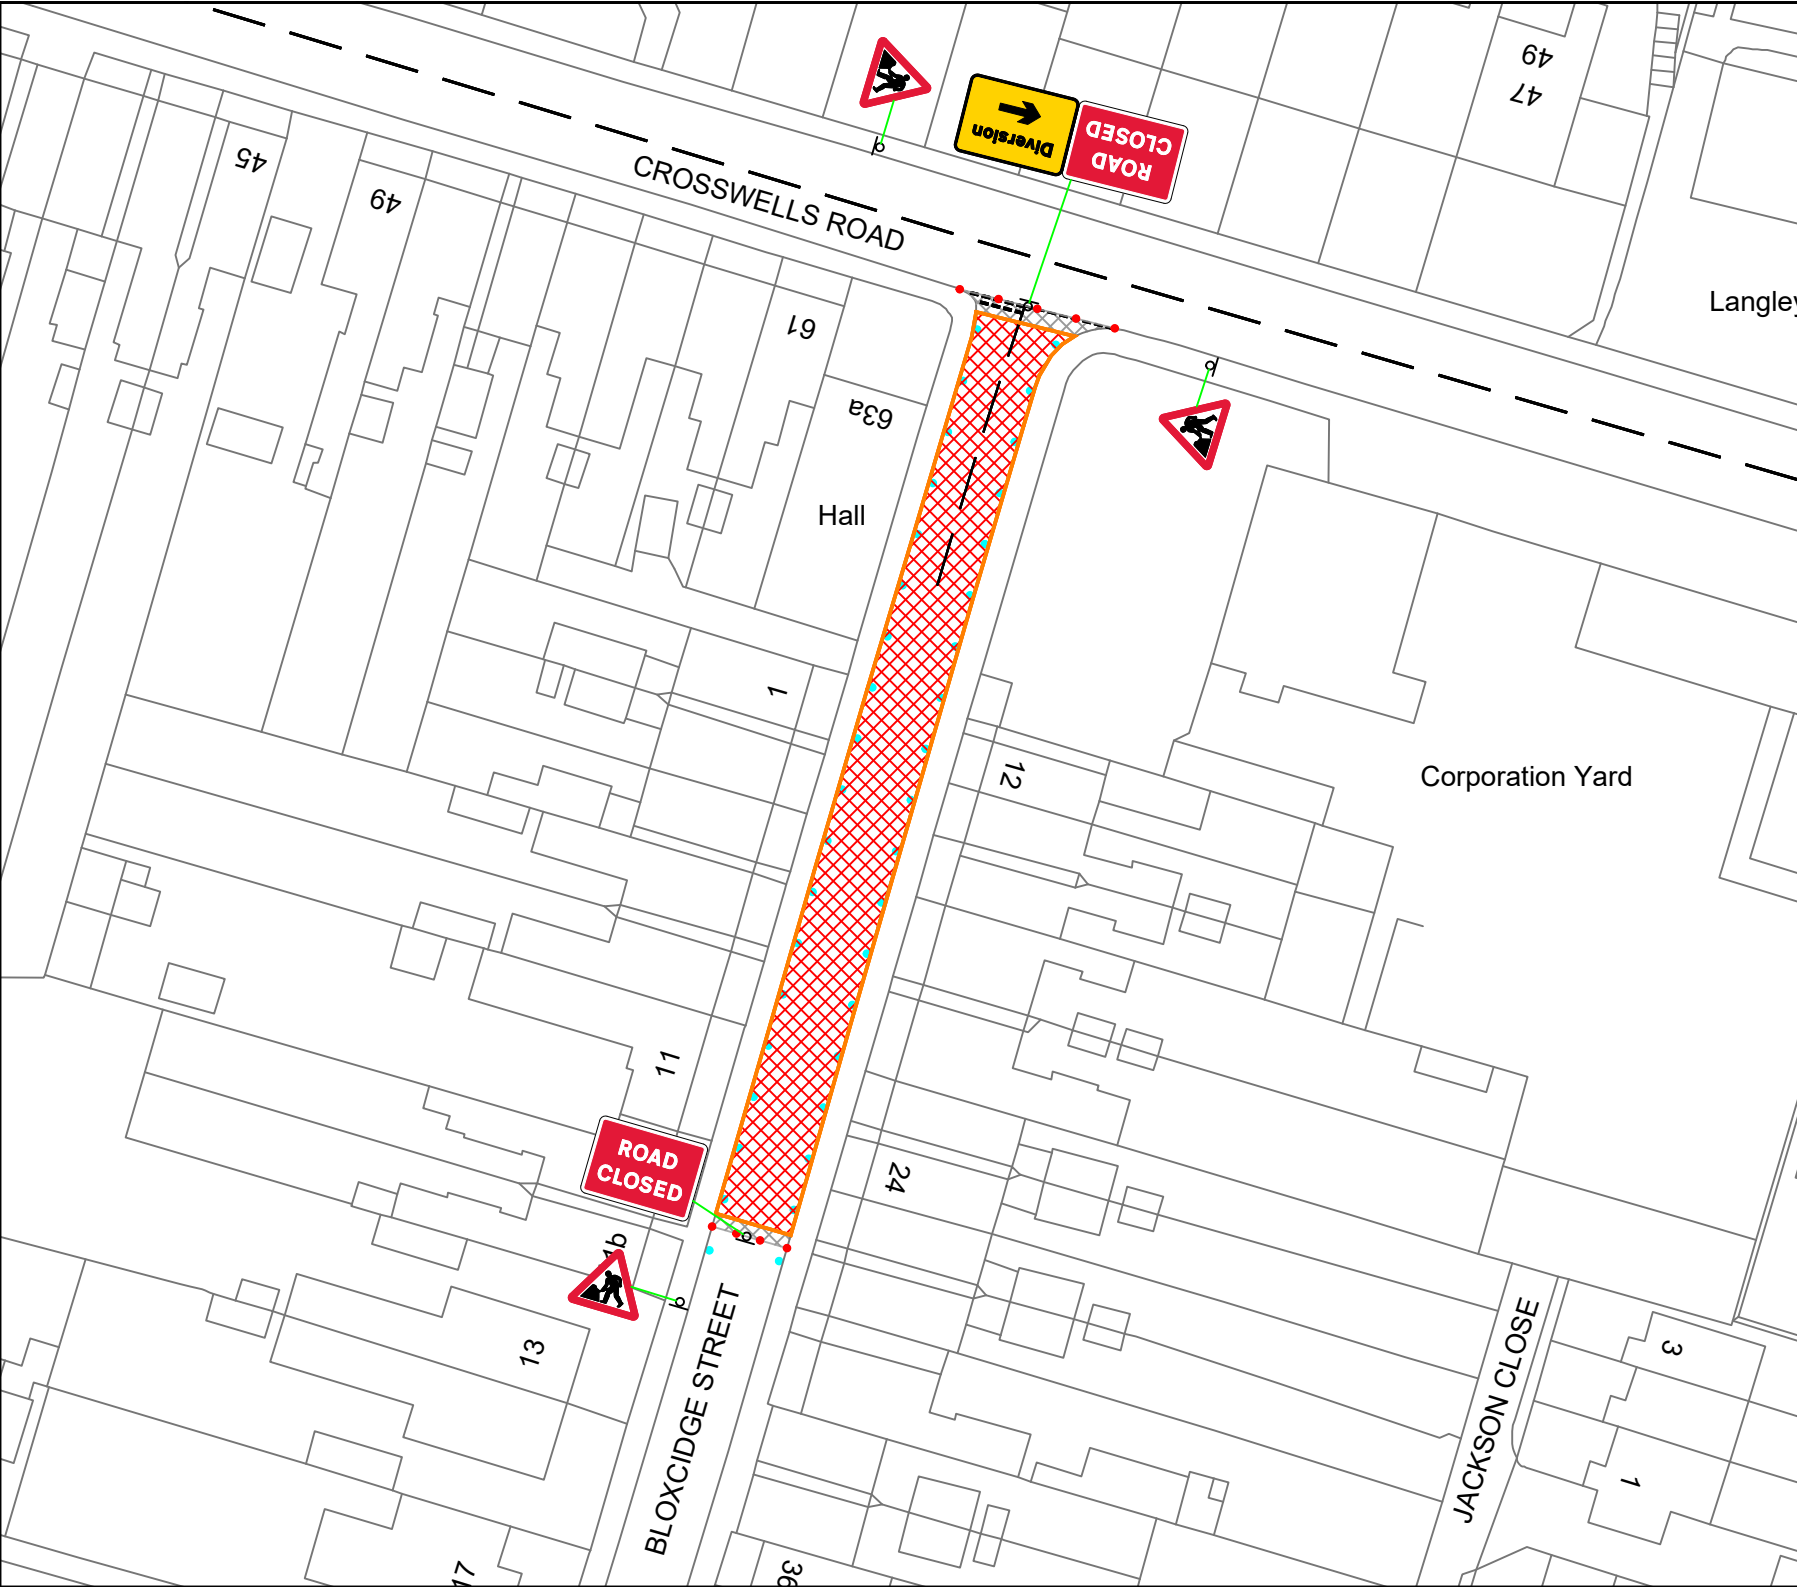 49
47
Diversion
ROAD
CLOSED
45
49
CROSSWELLS ROAD
Langley
61
63a
Hall
1
12
Corporation Yard
11
ROAD
CLOSED
24
13
BLOXCIDGE STREET
JACKSON CLOSE
3
1
17
36